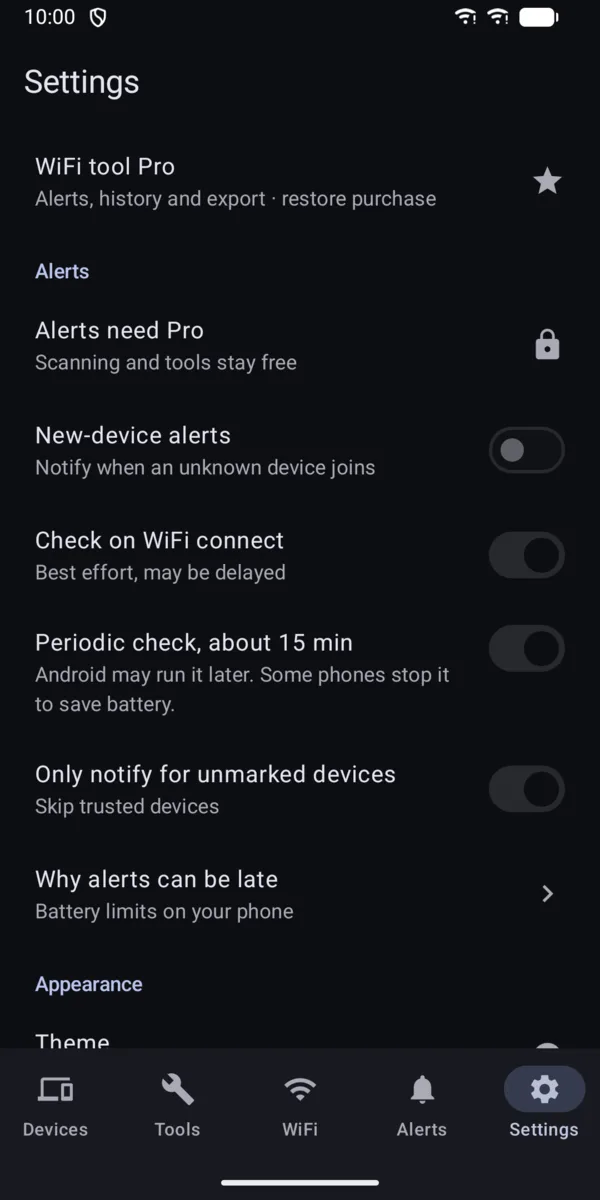 10:00
Settings
WiFi tool Pro
Alerts, history and export · restore purchase
Alerts
Alerts need Pro
Scanning and tools stay free
New-device alerts
Notify when an unknown device joins
Check on WiFi connect
Best effort, may be delayed
Periodic check, about 15 min
Android may run it later. Some phones stop it
to save battery.
Only notify for unmarked devices
Skip trusted devices
Why alerts can be late
Battery limits on your phone
Appearance
Theme
Devices Tools WiFi Alerts Settings